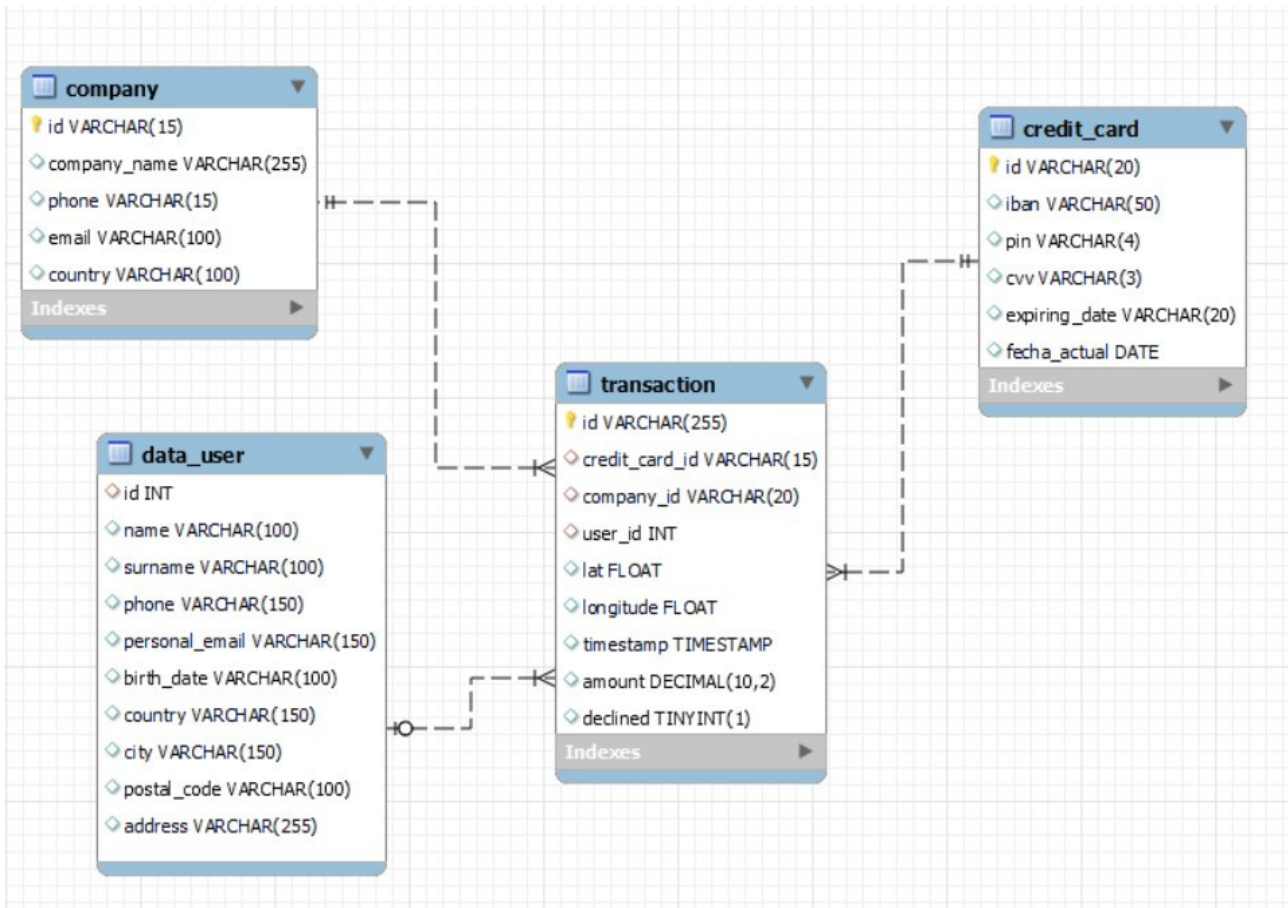 company
id VARCHAR(15)
company_name VARCHAR(255)
phone VARCHAR(15)
email VARCHAR(100)
country VARCHAR(100)
Indexes
credit_card
id VARCHAR(20)
iban VARCHAR(50)
pin VARCHAR(4)
cvv VARCHAR(3)
expiring_date VARCHAR(20)
fecha_actual DATE
Indexes
transaction
id VARCHAR(255)
credit_card_id VARCHAR(15)
company_id VARCHAR(20)
user_id INT
lat FLOAT
longitude FLOAT
timestamp TIMESTAMP
amount DECIMAL(10,2)
declined TINYINT(1)
Indexes
data_user
id INT
name VARCHAR(100)
surname VARCHAR(100)
phone VARCHAR(150)
personal_email VARCHAR(150)
birth_date VARCHAR(100)
country VARCHAR(150)
city VARCHAR(150)
postal_code VARCHAR(100)
address VARCHAR(255)